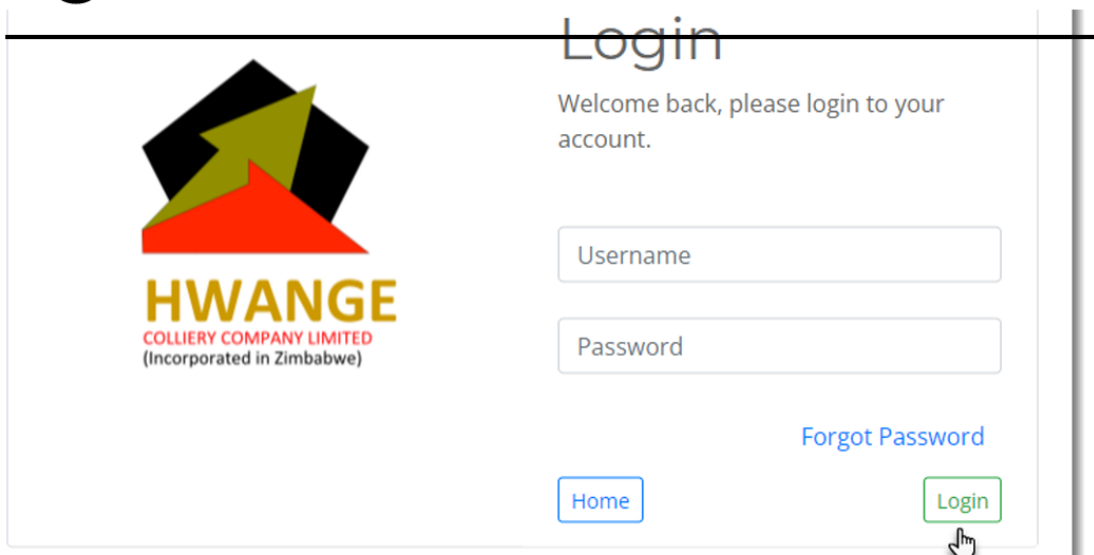 Login
Welcome back, please login to your
account.
HWANGE
COLLIERY COMPANY LIMITED
(Incorporated in Zimbabwe)
Username
Password
Forgot Password
Home
Login